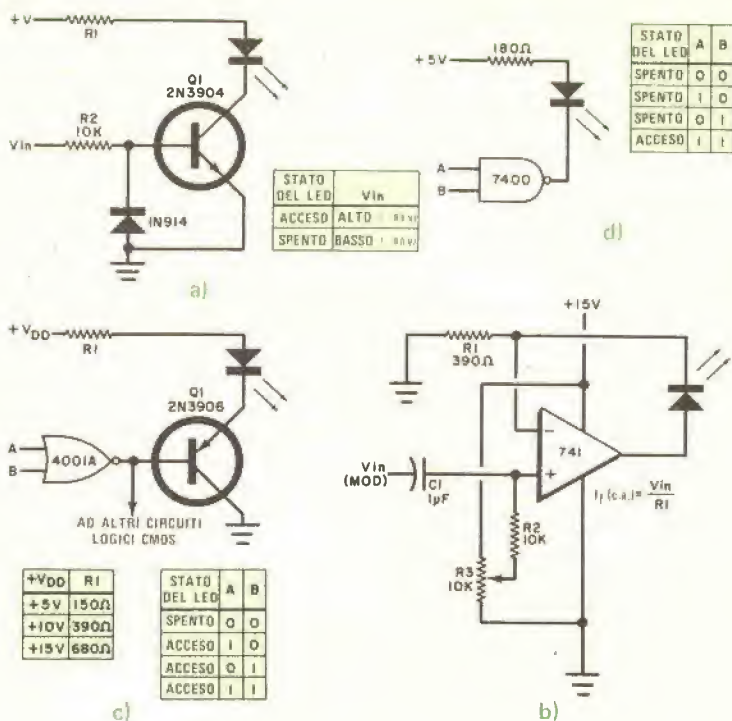 +V
R1
Q1
2N3904
R2
10K
Vin
1N914
STATO DEL LED Vin
ACCESO ALTO
SPENTO BASSO
a)
180Ω
+5V
A
B
7400
STATO DEL LED A B
SPENTO 0 0
SPENTO 1 0
SPENTO 0 1
ACCESO 1 1
d)
+VDD
R1
Q1
2N3906
A
B
4001A
AD ALTRI CIRCUITI
LOGICI CMOS
+VDD R1
+5V 150Ω
+10V 390Ω
+15V 680Ω
STATO DEL LED A B
SPENTO 0 0
ACCESO 1 0
ACCESO 0 1
ACCESO 1 1
c)
+15V
R1
390Ω
−
741
+
Vin
(MOD)
C1
1µF
If (c.a.)= Vin
R1
R2
10K
R3
10K
b)